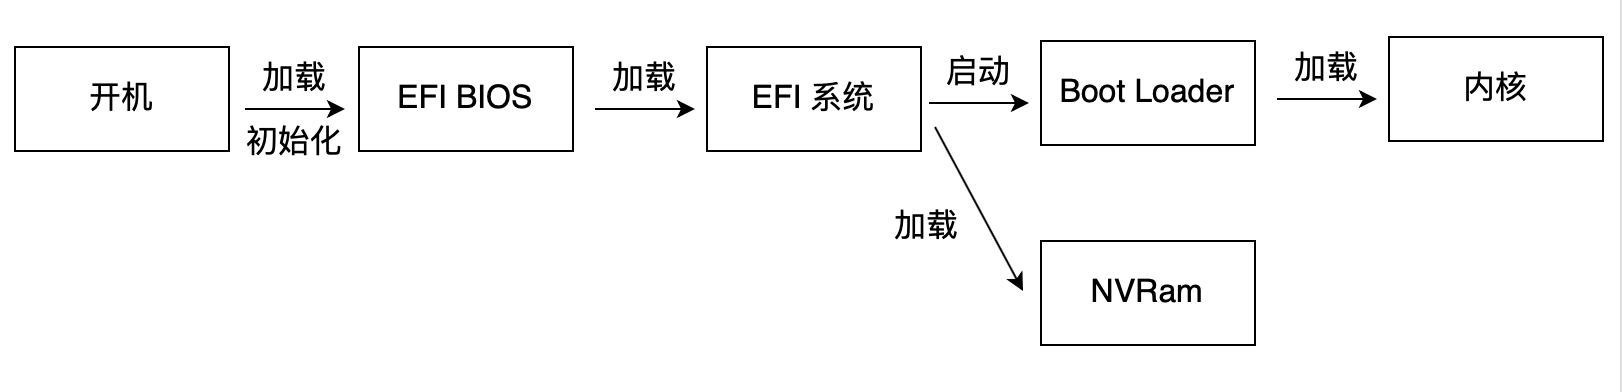 开机
加载
初始化
EFI BIOS
加载
EFI 系统
启动
Boot Loader
加载
内核
加载
NVRam